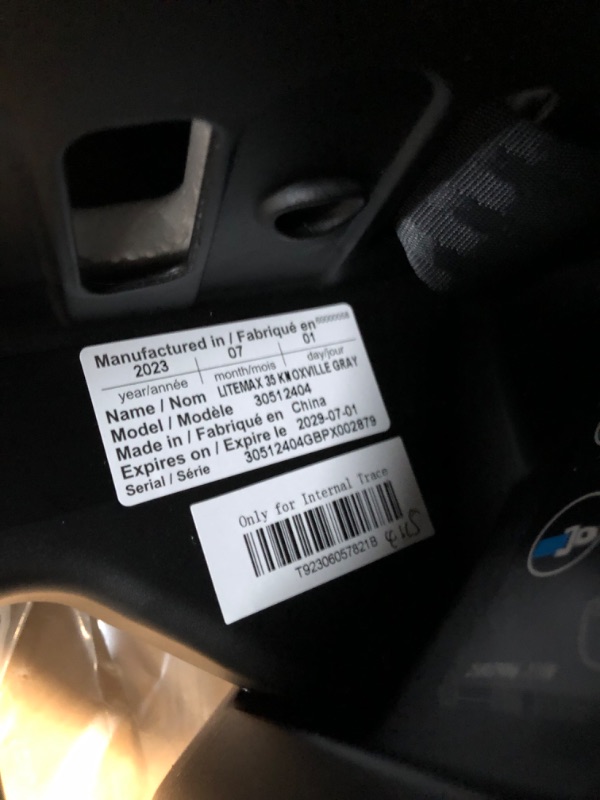 Manufactured in / Fabriqué en
2023 07 01
year/année month/mois day/jour
Name / Nom LITEMAX 35 KNOXVILLE GRAY
Model / Modèle 30512404
Made in / Fabriqué en China
Expires on / Expire le 2029-07-01
Serial / Série 30512404GBPX002879
Only for Internal Trace
T92306057821B